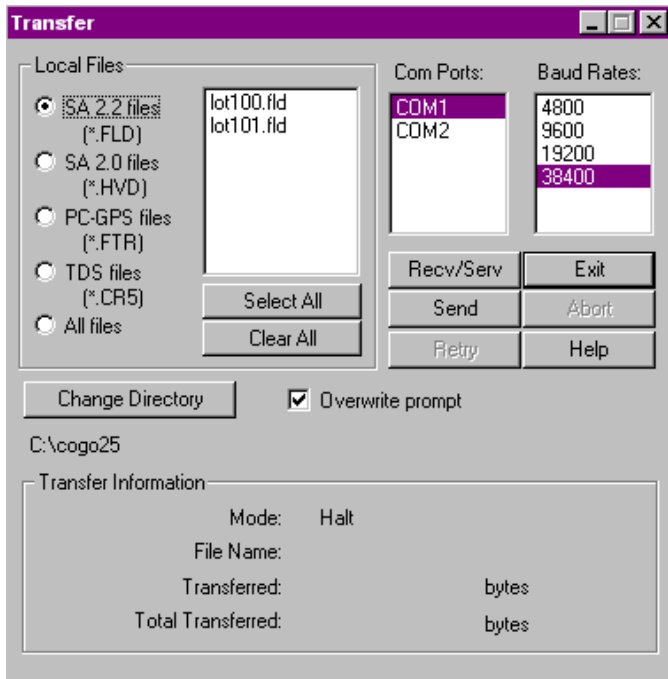 Transfer
Local Files
SA 2.2 files
(*.FLD)
SA 2.0 files
(*.HVD)
PC-GPS files
(*.FTR)
TDS files
(*.CR5)
All files
lot100.fld
lot101.fld
Select All
Clear All
Com Ports:
COM1
COM2
Baud Rates:
4800
9600
19200
38400
Recv/Serv
Exit
Send
Abort
Retry
Help
Change Directory
Overwrite prompt
C:\cogo25
Transfer Information
Mode: Halt
File Name:
Transferred: bytes
Total Transferred: bytes